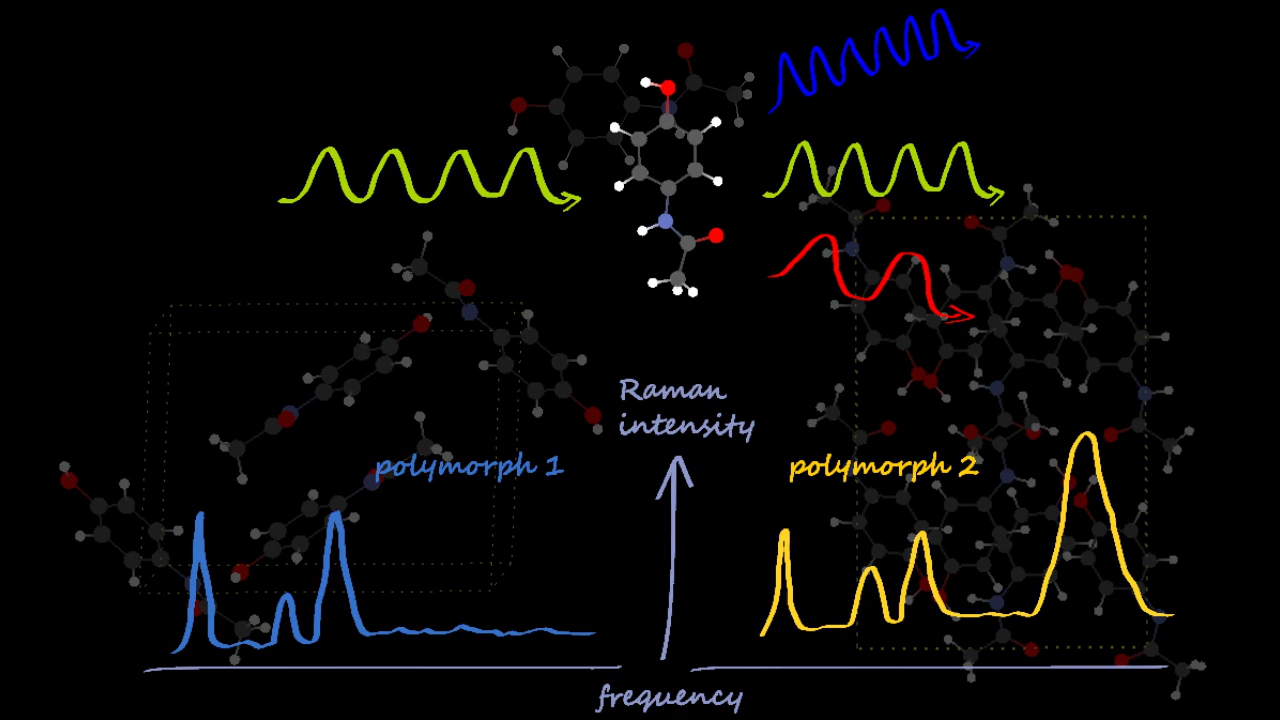 Raman
intensity
polymorph 1
polymorph 2
frequency